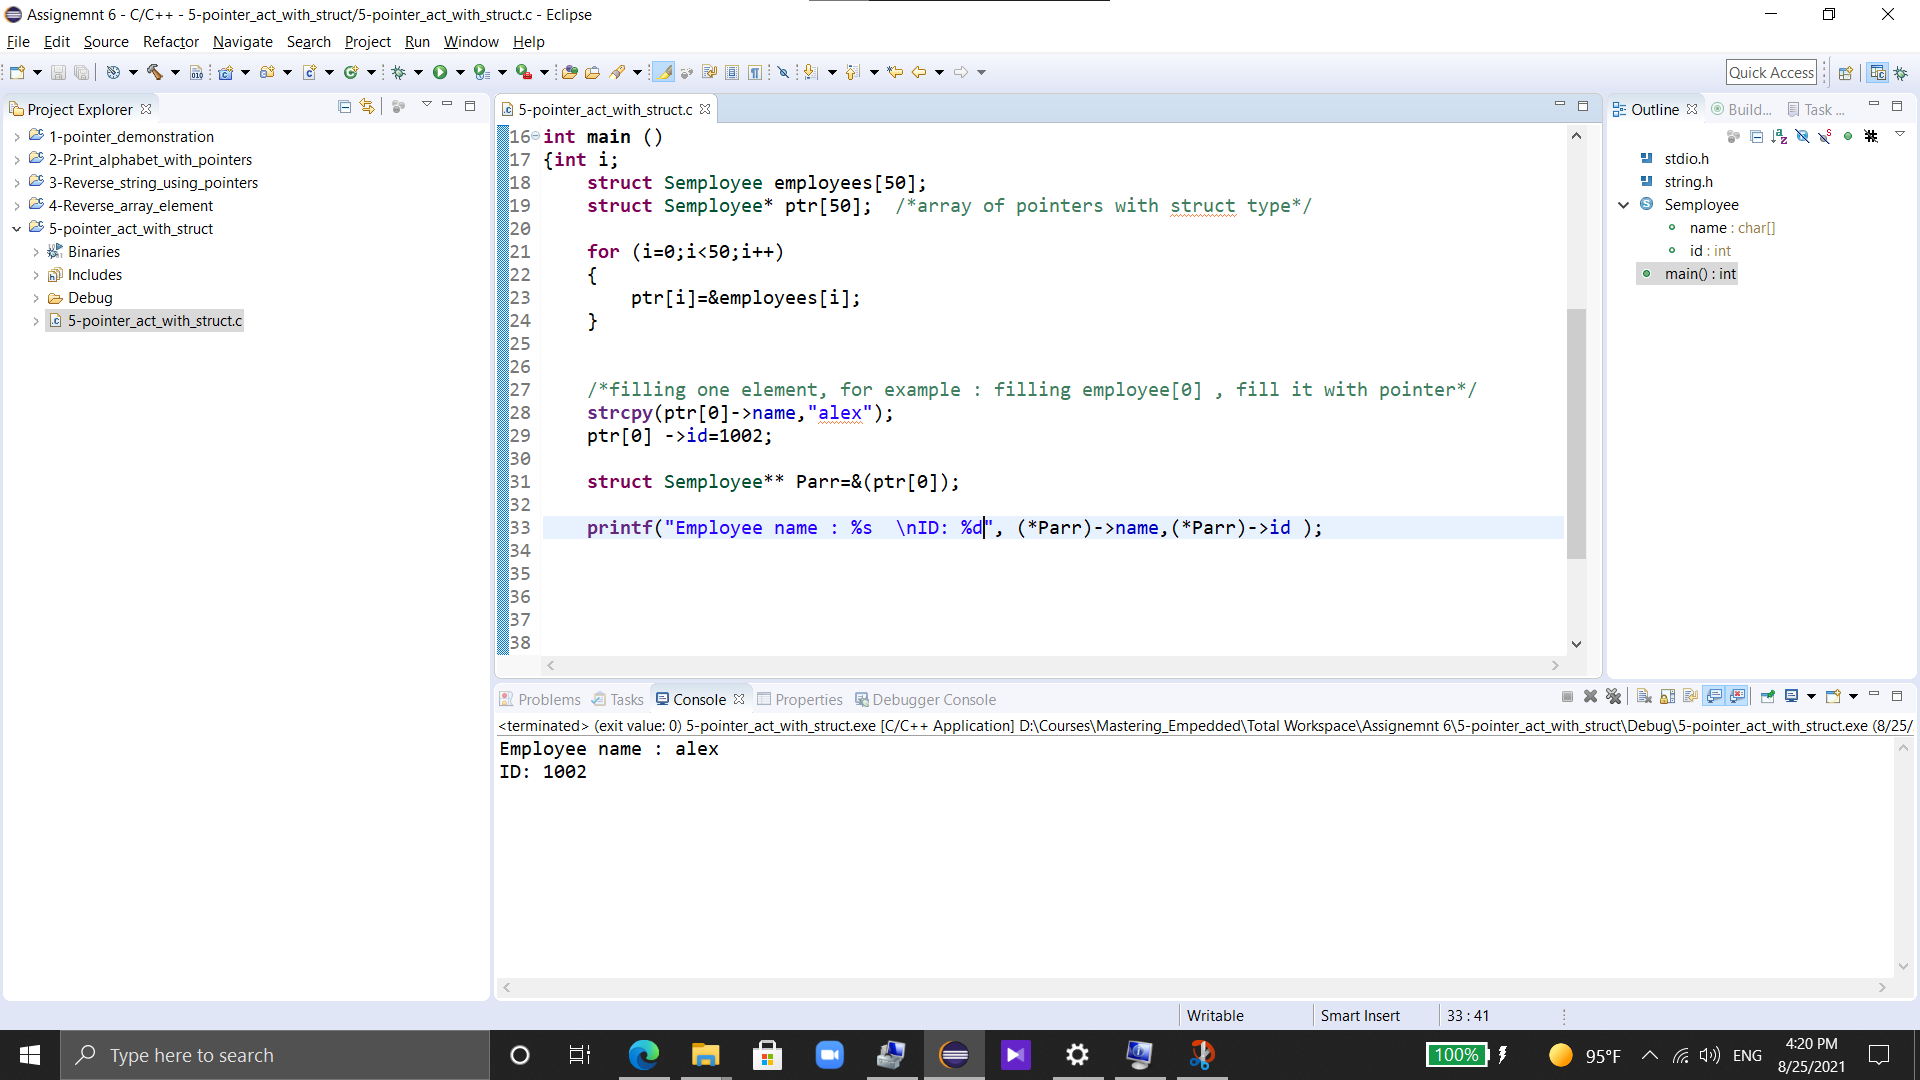 Assignemnt 6 - C/C++ - 5-pointer_act_with_struct/5-pointer_act_with_struct.c - Eclipse
File Edit Source Refactor Navigate Search Project Run Window Help
Quick Access
Project Explorer
1-pointer_demonstration
2-Print_alphabet_with_pointers
3-Reverse_string_using_pointers
4-Reverse_array_element
5-pointer_act_with_struct
Binaries
Includes
Debug
5-pointer_act_with_struct.c
5-pointer_act_with_struct.c
16 int main ()
17 {int i;
18     struct Semployee employees[50];
19     struct Semployee* ptr[50];  /*array of pointers with struct type*/
20
21     for (i=0;i<50;i++)
22     {
23         ptr[i]=&employees[i];
24     }
25
26
27     /*filling one element, for example : filling employee[0] , fill it with pointer*/
28     strcpy(ptr[0]->name,"alex");
29     ptr[0] ->id=1002;
30
31     struct Semployee** Parr=&(ptr[0]);
32
33     printf("Employee name : %s  \nID: %d", (*Parr)->name,(*Parr)->id );
34
35
36
37
38
Outline Build... Task ...
stdio.h
string.h
Semployee
name : char[]
id : int
main() : int
Problems Tasks Console Properties Debugger Console
<terminated> (exit value: 0) 5-pointer_act_with_struct.exe [C/C++ Application] D:\Courses\Mastering_Empedded\Total Workspace\Assignemnt 6\5-pointer_act_with_struct\Debug\5-pointer_act_with_struct.exe (8/25/
Employee name : alex
ID: 1002
Writable Smart Insert 33 : 41
Type here to search
100% 95°F ENG 4:20 PM
8/25/2021